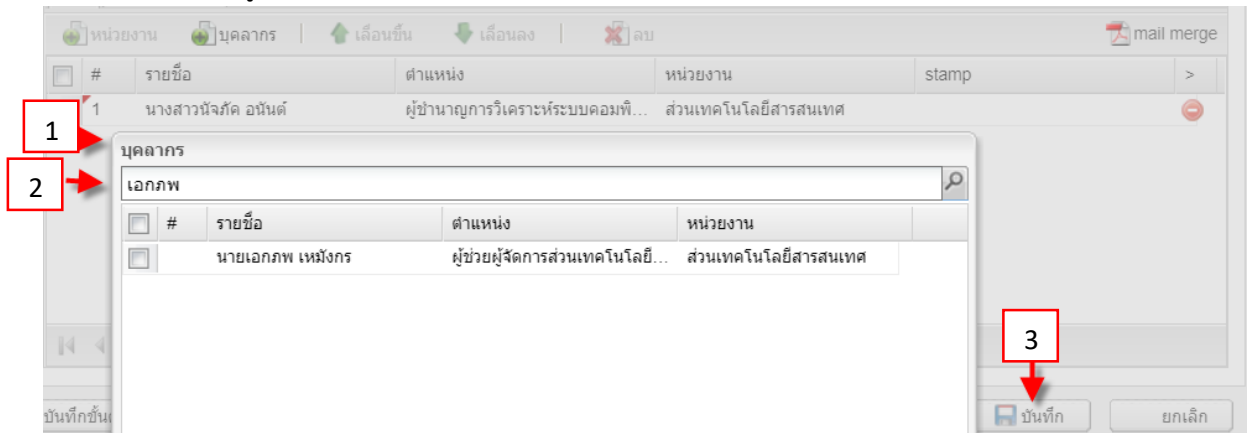 หน่วยงาน บุคลากร เลื่อนขึ้น เลื่อนลง ลบ mail merge
# รายชื่อ ตำแหน่ง หน่วยงาน stamp >
1 นางสาวนัจภัค อนันต์ ผู้ชำนาญการวิเคราะห์ระบบคอมพิ... ส่วนเทคโนโลยีสารสนเทศ
1
บุคลากร
2
เอกภพ
# รายชื่อ ตำแหน่ง หน่วยงาน
นายเอกภพ เหมังกร ผู้ช่วยผู้จัดการส่วนเทคโนโลยี... ส่วนเทคโนโลยีสารสนเทศ
3
บันทึกขั้น บันทึก ยกเลิก